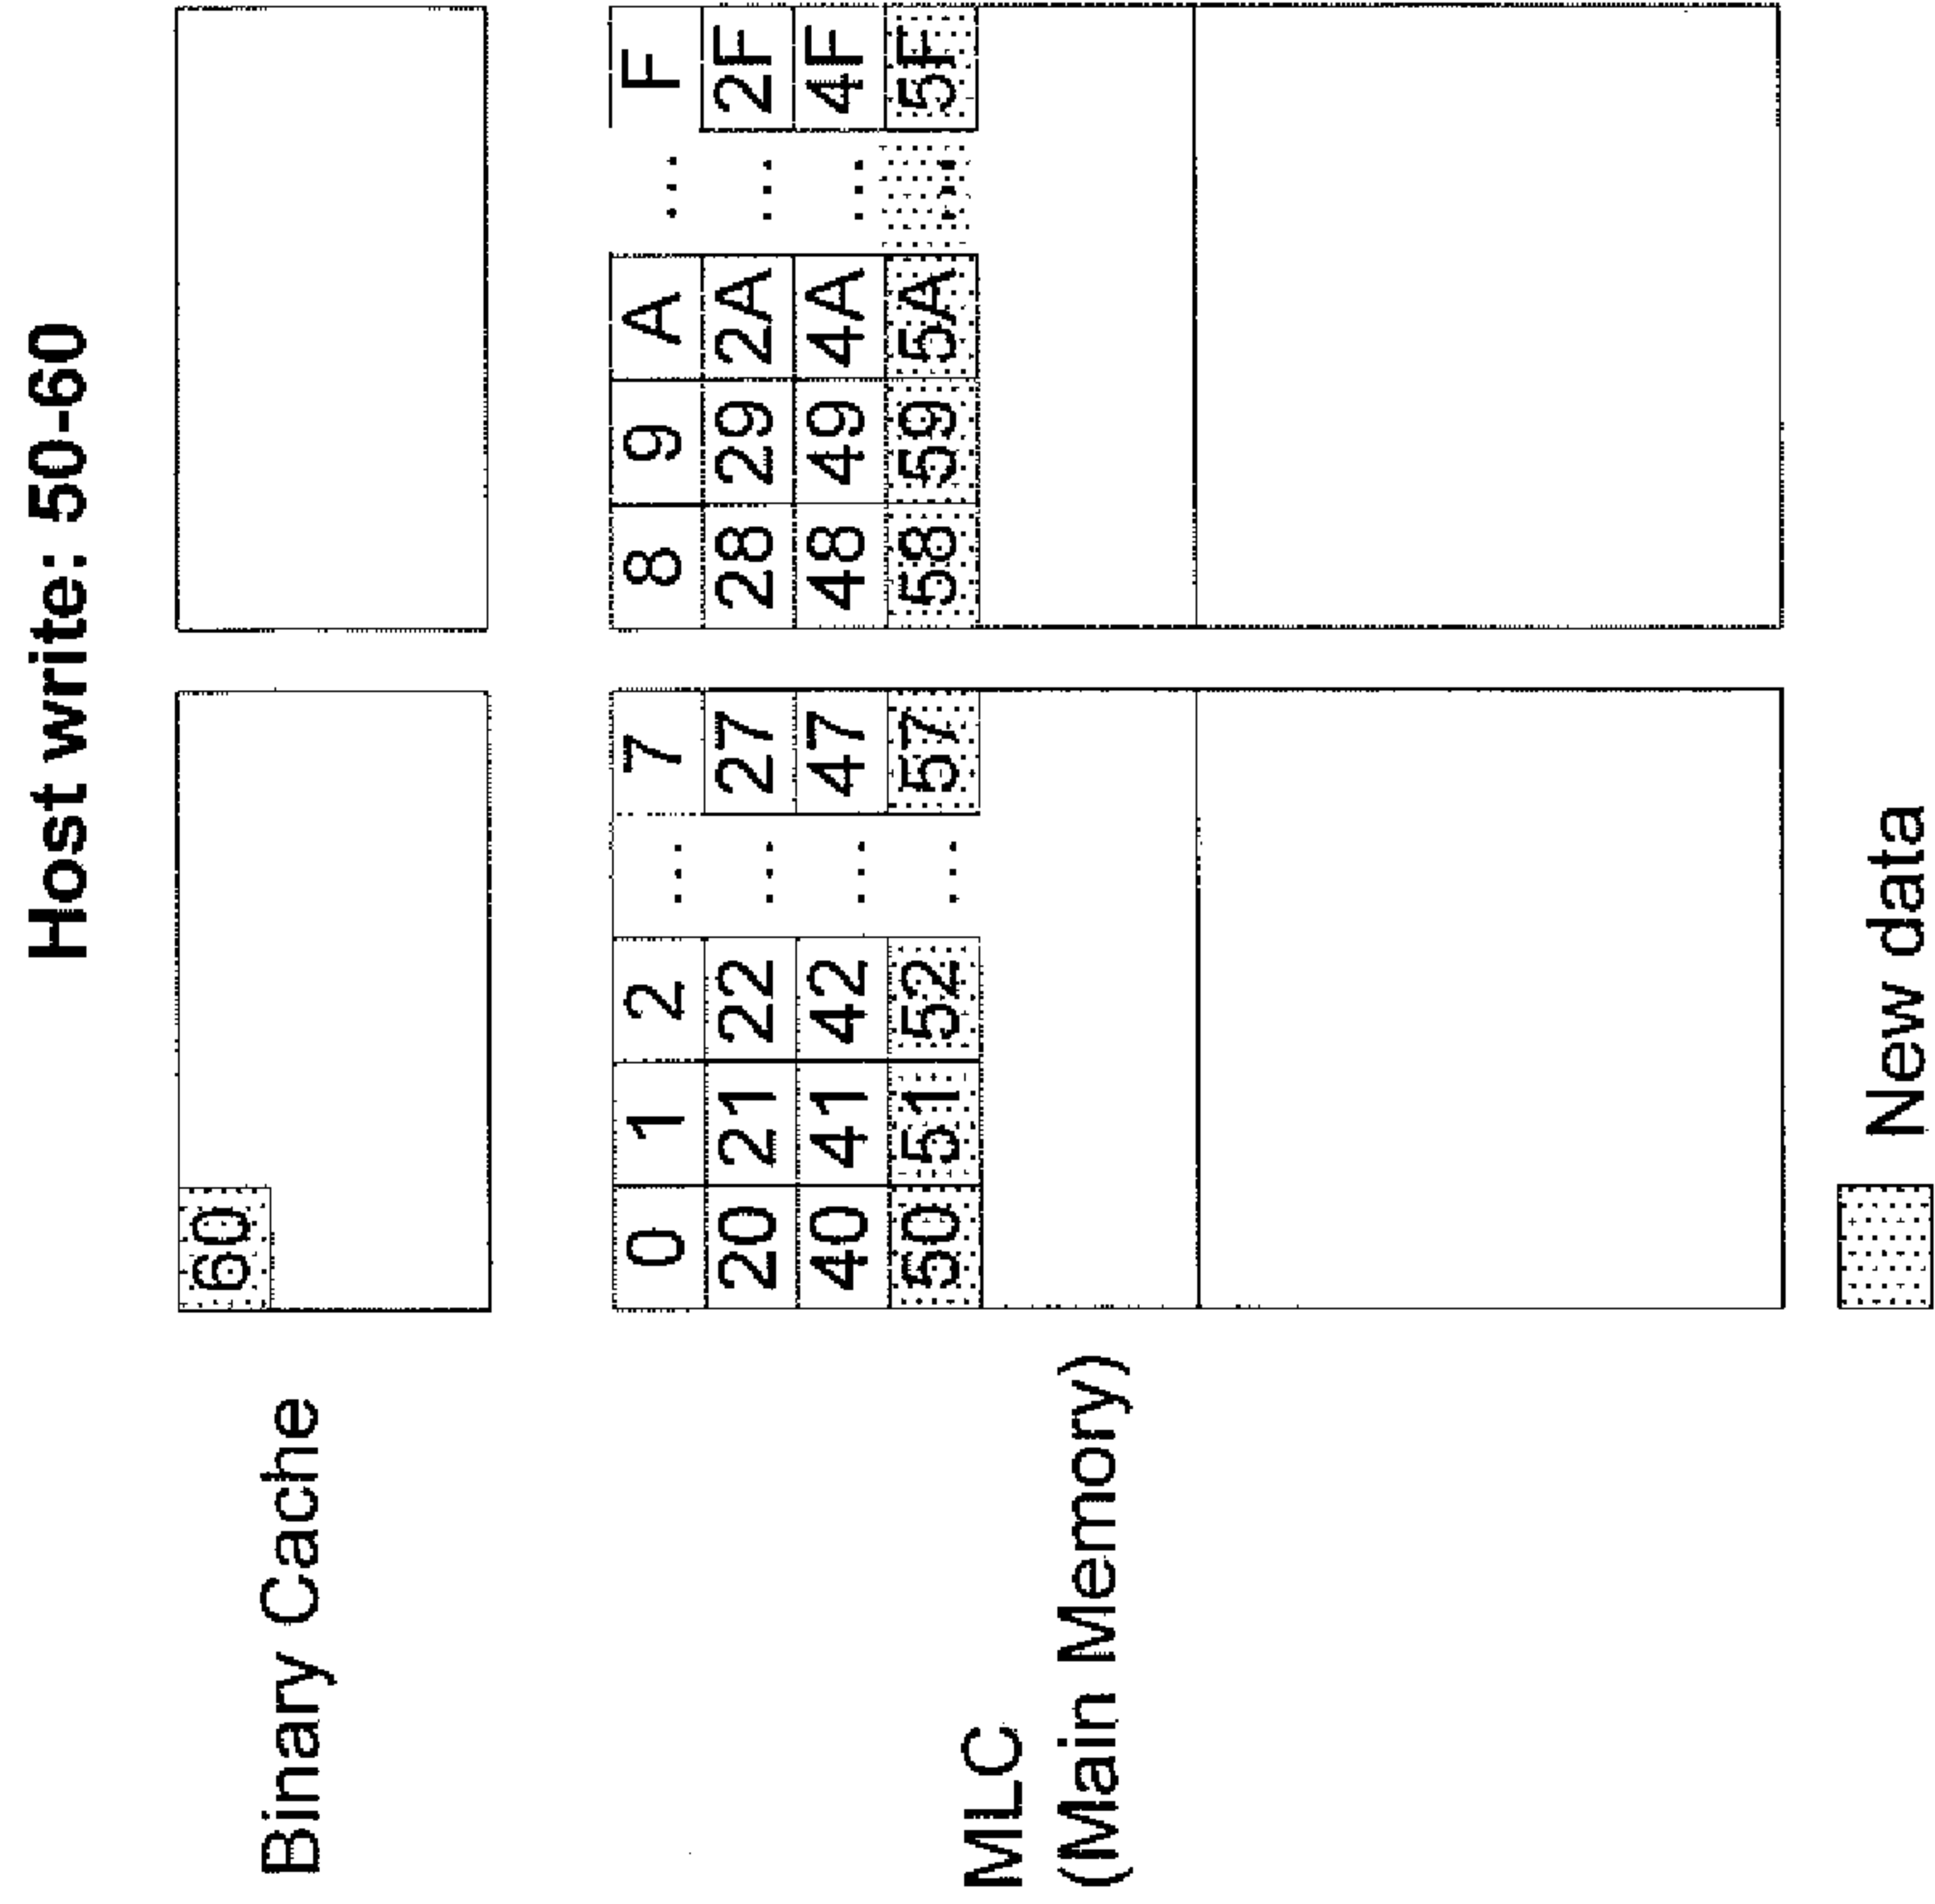 Host write: 50-60
Binary Cache
60
MLC
(Main Memory)
0 1 2 ... 7 8 9 A ... F
20 21 22 ... 27 28 29 2A ... 2F
40 41 42 ... 47 48 49 4A ... 4F
50 51 52 ... 57 58 59 5A ... 5F
New data